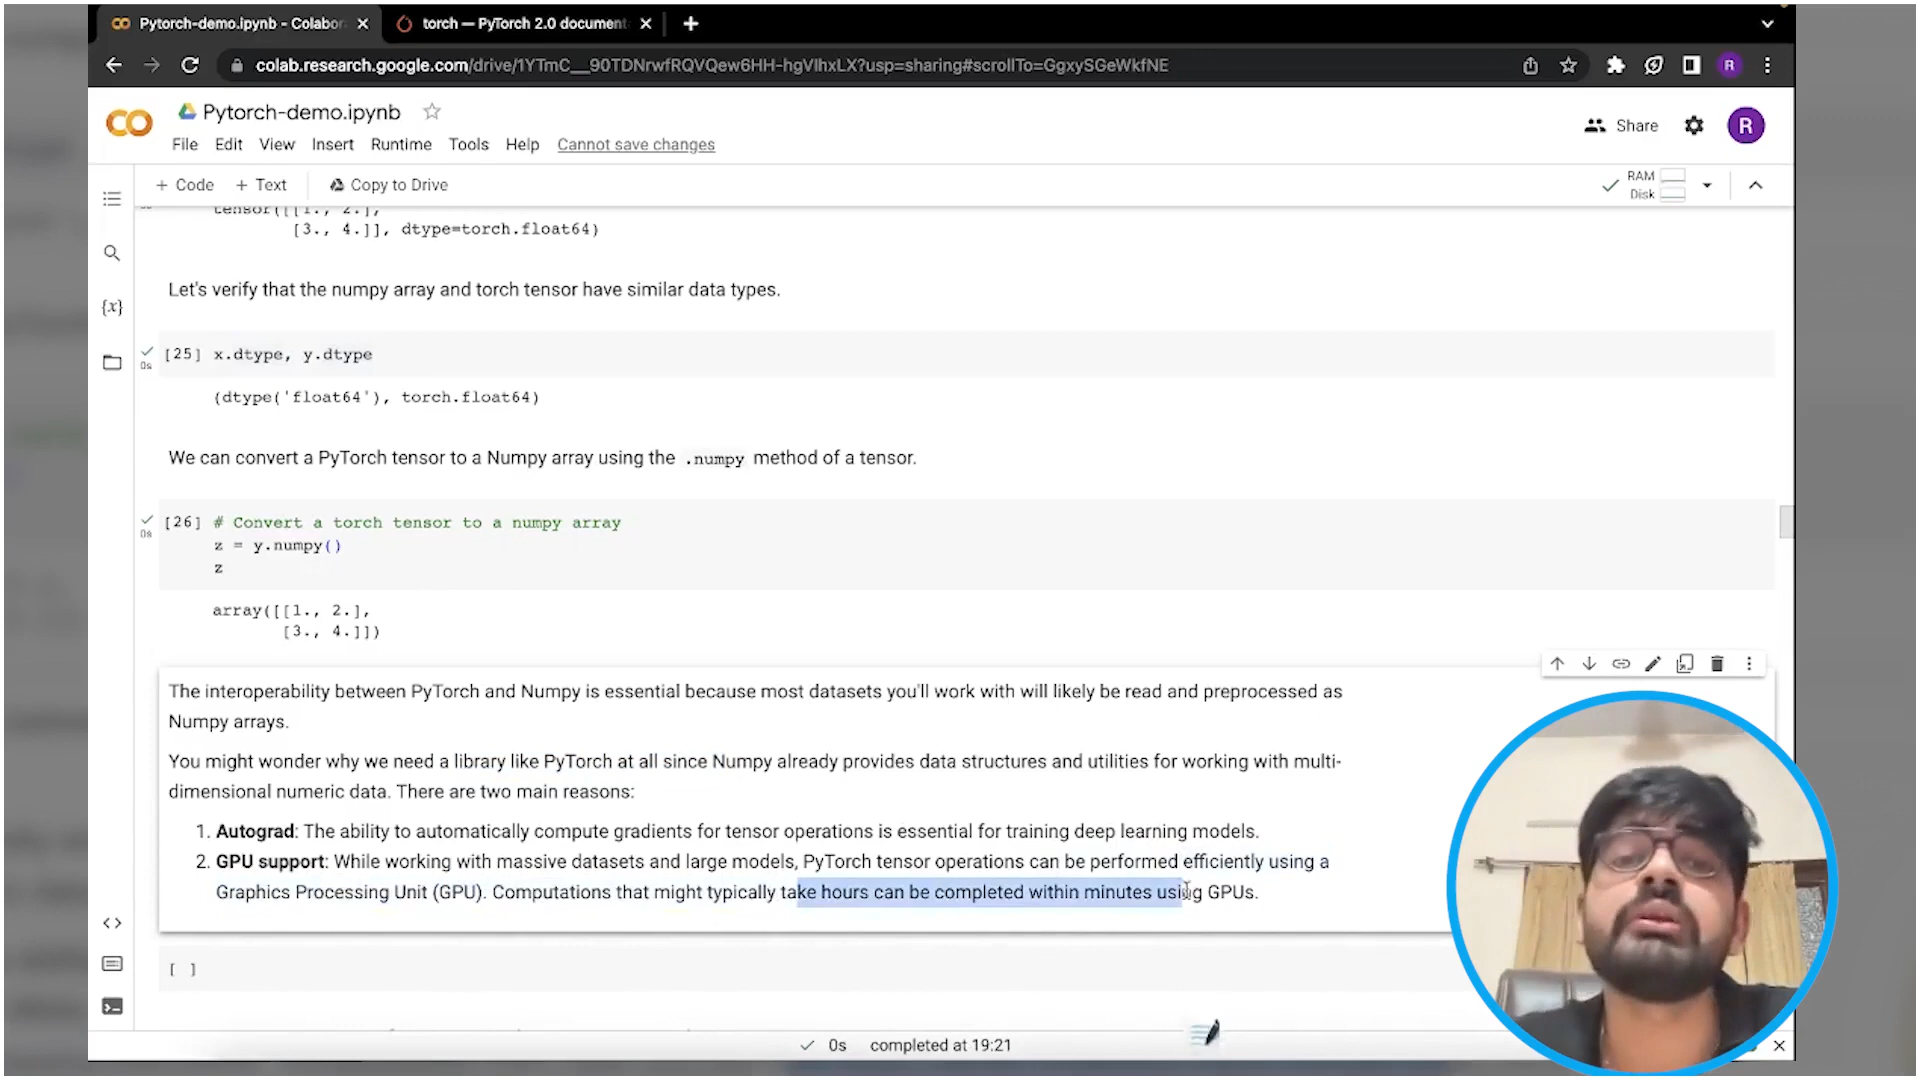 Pytorch-demo.ipynb - Colabor
torch — PyTorch 2.0 document
colab.research.google.com/drive/1YTmC__90TDNrwfRQVQew6HH-hgVIhxLX?usp=sharing#scrollTo=GgxySGeWkfNE
R
Pytorch-demo.ipynb
Share
R
File Edit View Insert Runtime Tools Help Cannot save changes
+ Code + Text Copy to Drive
RAM
Disk
tensor([[1., 2.],
[3., 4.]], dtype=torch.float64)
Let's verify that the numpy array and torch tensor have similar data types.
{x}
0s
[25] x.dtype, y.dtype
(dtype('float64'), torch.float64)
We can convert a PyTorch tensor to a Numpy array using the .numpy method of a tensor.
0s
[26] # Convert a torch tensor to a numpy array
z = y.numpy()
z
array([[1., 2.],
[3., 4.]])
The interoperability between PyTorch and Numpy is essential because most datasets you'll work with will likely be read and preprocessed as
Numpy arrays.
You might wonder why we need a library like PyTorch at all since Numpy already provides data structures and utilities for working with multi-
dimensional numeric data. There are two main reasons:
1. Autograd: The ability to automatically compute gradients for tensor operations is essential for training deep learning models.
2. GPU support: While working with massive datasets and large models, PyTorch tensor operations can be performed efficiently using a
Graphics Processing Unit (GPU). Computations that might typically take hours can be completed within minutes using GPUs.
[ ]
0s completed at 19:21